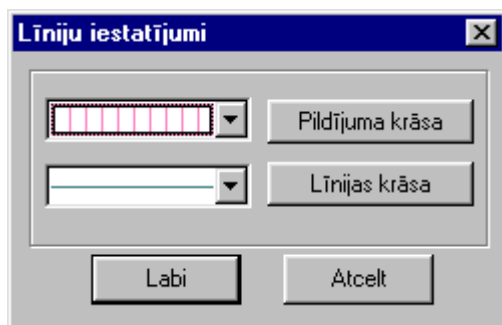 Līniju iestatījumi
Pildījuma krāsa
Līnijas krāsa
Labi
Atcelt